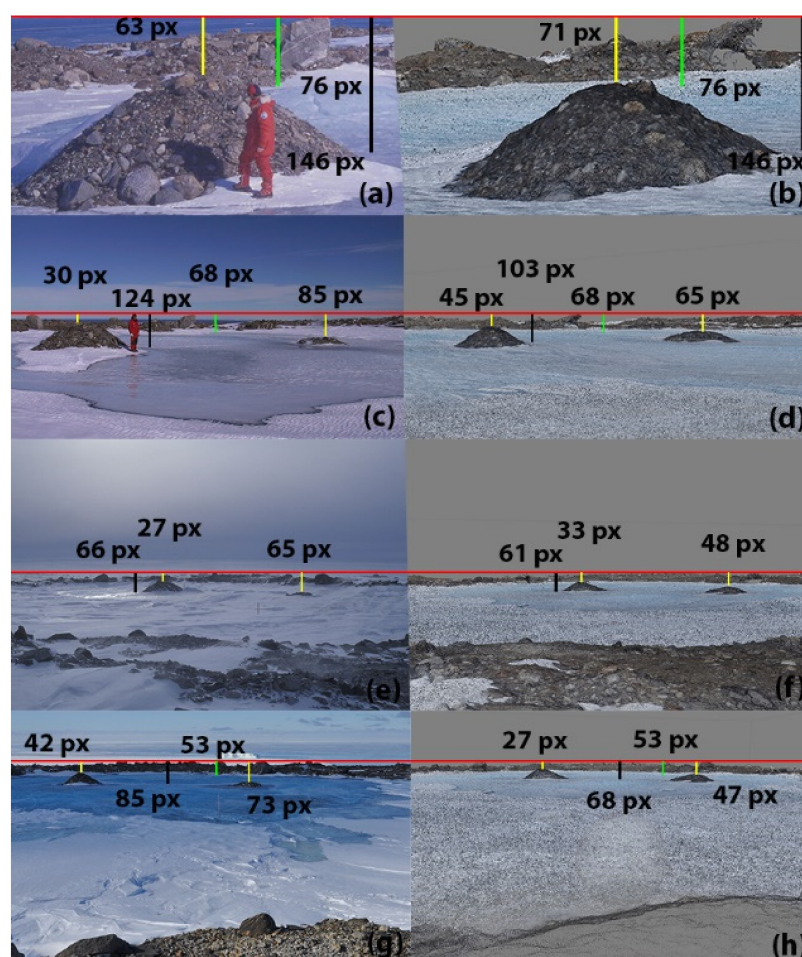 63 px
76 px
146 px
(a)
71 px
76 px
146 px
(b)
30 px
68 px
124 px
85 px
(c)
103 px
45 px
68 px
65 px
(d)
27 px
66 px
65 px
(e)
33 px
61 px
48 px
(f)
42 px
53 px
85 px
73 px
(g)
27 px
53 px
68 px
47 px
(h)